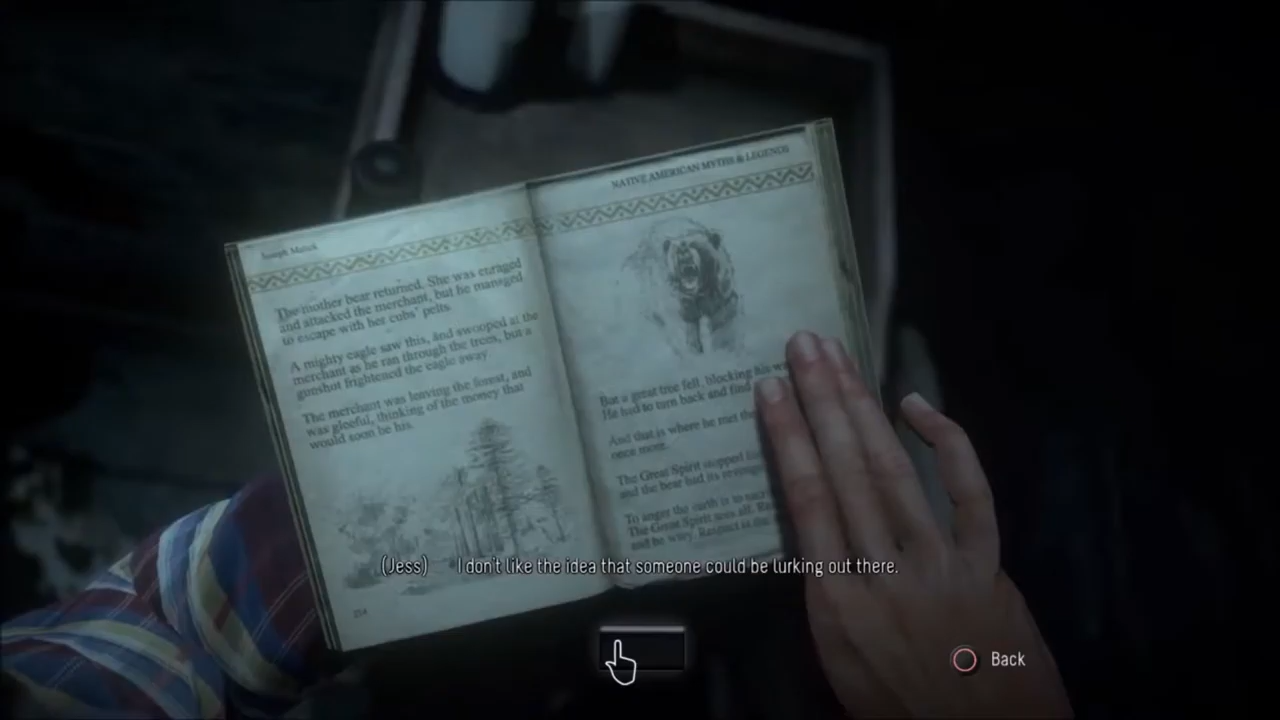 Joseph
NATIVE AMERICAN MYTHS & LEGENDS
The mother bear returned. She was enraged
and attacked the merchant, but he managed
to escape with her cubs' pelts.
A mighty eagle saw this, and swooped at the
merchant as he ran through the trees, but a
gunshot frightened the eagle away
The merchant was leaving the forest, and
was gleeful, thinking of the money that
would soon be his.
But a great tree fell, blocking his
He had to turn back and find
And that is where he met the
once more.
The Great Spirit stopped
and the bear had its
To anger the earth is to
The Great Spirit sees all.
and be wary. Respect
(Jess) I don't like the idea that someone could be lurking out there.
Back